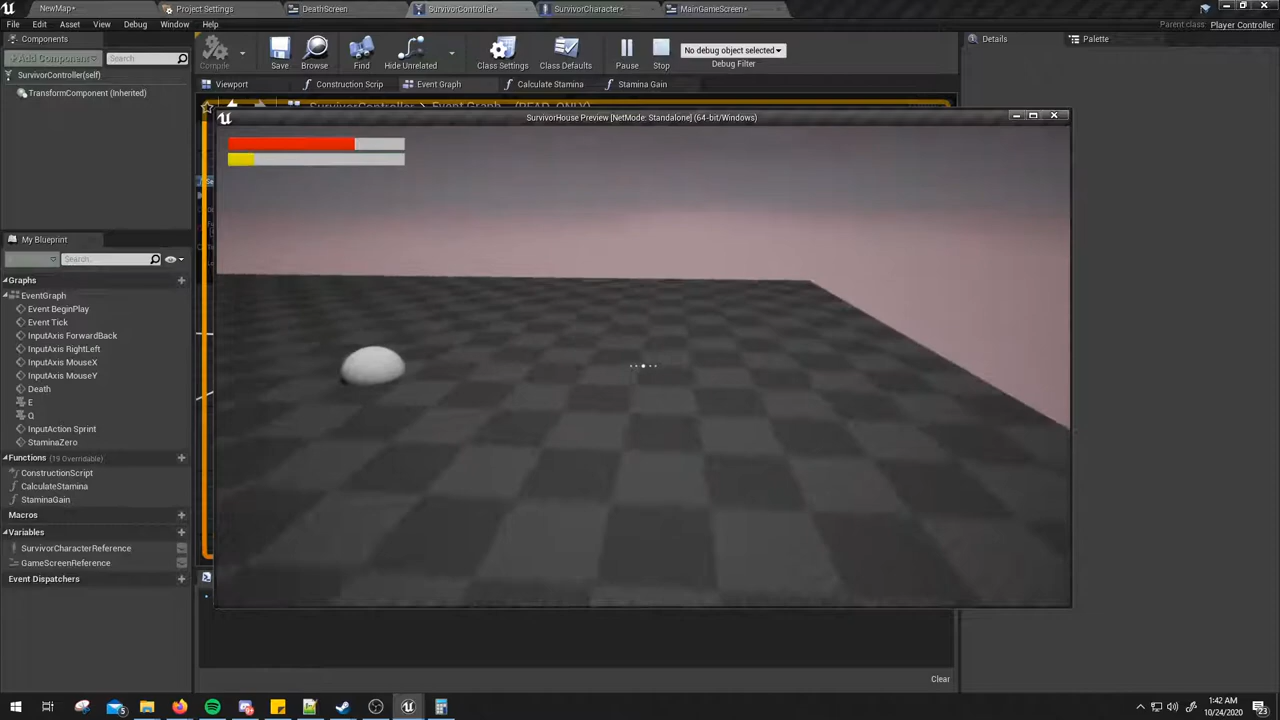 NewMap*
Project Settings
DeathScreen
SurvivorController*
SurvivorCharacter*
MainGameScreen*
File Edit Asset View Debug Window Help
Parent class: Player Controller
Components
Details
Palette
+Add Component
Search
Compile
Save
Browse
Find
Hide Unrelated
Class Settings
Class Defaults
Pause
Stop
No debug object selected
Debug Filter
SurvivorController(self)
TransformComponent (Inherited)
Viewport
Construction Script
Event Graph
Calculate Stamina
Stamina Gain
SurvivorController > Event Graph (READ_ONLY)
SurvivorHouse Preview [NetMode: Standalone] (64-bit/Windows)
My Blueprint
Search
Graphs
EventGraph
Event BeginPlay
Event Tick
InputAxis ForwardBack
InputAxis RightLeft
InputAxis MouseX
InputAxis MouseY
Death
E
Q
InputAction Sprint
StaminaZero
Functions (19 Overridable)
ConstructionScript
CalculateStamina
StaminaGain
Macros
Variables
SurvivorCharacterReference
GameScreenReference
Event Dispatchers
Clear
5
1:42 AM
10/24/2020
23